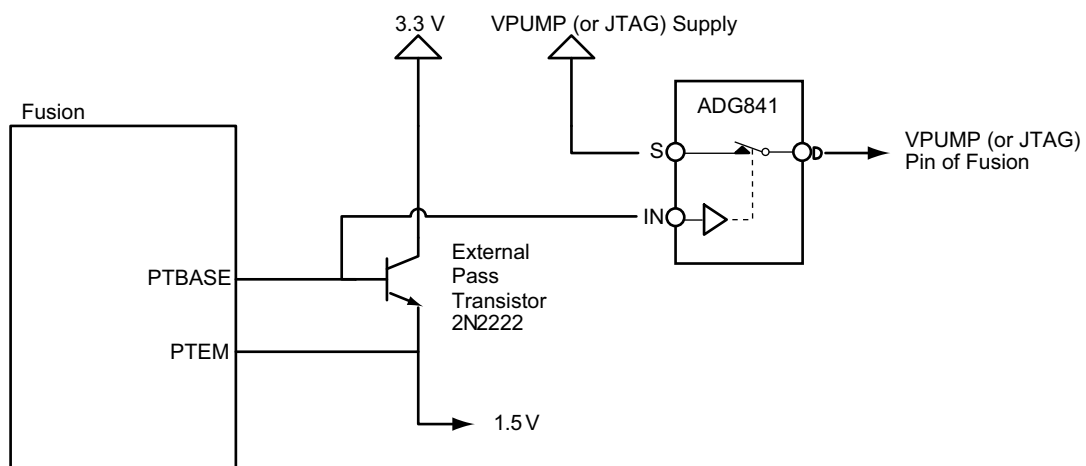 3.3 V
VPUMP (or JTAG) Supply
ADG841
Fusion
S
D
VPUMP (or JTAG)
Pin of Fusion
IN
External
Pass
Transistor
2N2222
PTBASE
PTEM
1.5 V